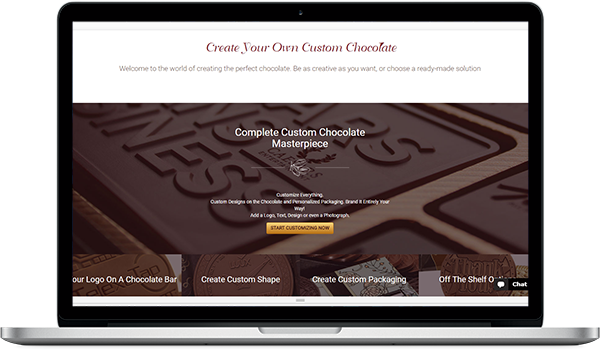 Create Your Own Custom Chocolate
Welcome to the world of creating the perfect chocolate. Be as creative as you want, or choose a ready-made solution
Complete Custom Chocolate
Masterpiece
Customize Everything.
Custom Designs on the Chocolate and Personalized Packaging. Brand It Entirely Your
Way!
Add a Logo, Text, Design or even a Photograph.
START CUSTOMIZING NOW
our Logo On A Chocolate Bar
Create Custom Shape
Create Custom Packaging
Off The Shelf
Chat